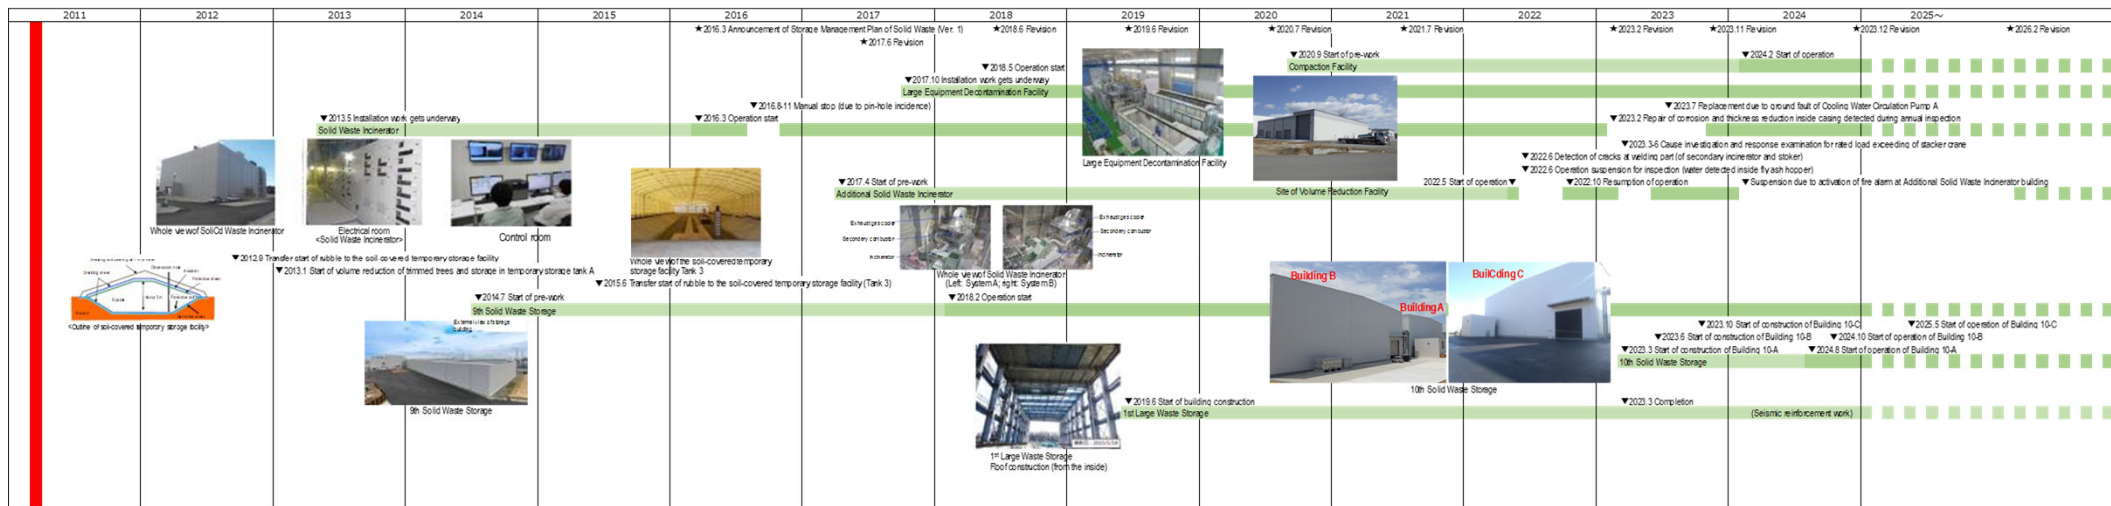 2011 2012 2013 2014 2015 2016 2017 2018 2019 2020 2021 2022 2023 2024 2025～
★2016.3 Announcement of Storage Management Plan of Solid Waste (Ver. 1)
★2018.6 Revision
★2019.6 Revision
★2020.7 Revision
★2021.7 Revision
★2023.2 Revision
★2023.11 Revision
★2023.12 Revision
★2026.2 Revision
★2017.6 Revision
▼2020.9 Start of pre-work
▼2024.2 Start of operation
Compaction Facility
▼2018.5 Operation start
▼2017.10 Installation work gets underway
Large Equipment Decontamination Facility
▼2016.8-11 Manual stop (due to pin-hole incidence)
▼2023.7 Replacement due to ground fault of Cooling Water Circulation Pump A
▼2013.5 Installation work gets underway
▼2016.3 Operation start
▼2023.2 Repair of corrosion and thickness reduction inside casing detected during annual inspection
Solid Waste Incinerator
▼2023.3-6 Cause investigation and response examination for rated load exceeding of stacker crane
Large Equipment Decontamination Facility
▼2022.6 Detection of cracks at welding part (of secondary incinerator and stoker)
▼2022.6 Operation suspension for inspection (water detected inside fly ash hopper)
▼2017.4 Start of pre-work
2022.5 Start of operation▼
▼2022.10 Resumption of operation
▼Suspension due to activation of fire alarm at Additional Solid Waste Incinerator building
Additional Solid Waste Incinerator
Site of Volume Reduction Facility
Whole view of SoliCd Waste Incinerator
Electrical room
<Solid Waste Incinerator>
Control room
Exhaust gas cooler
Secondary combustor
Incinerator
Exhaust gas cooler
Secondary combustor
Incinerator
▼2012.9 Transfer start of rubble to the soil-covered temporary storage facility
▼2013.1 Start of volume reduction of trimmed trees and storage in temporary storage tank A
Whole view of the soil-covered temporary
storage facility Tank 3
Whole view of Solid Waste Incinerator
(Left: System A; right: System B)
▼2015.6 Transfer start of rubble to the soil-covered temporary storage facility (Tank 3)
Building B
Building A
BuilCding C
▼2014.7 Start of pre-work
▼2018.2 Operation start
9th Solid Waste Storage
External view of storage
building
<Outline of soil-covered temporary storage facility>
▼2023.10 Start of construction of Building 10-C
▼2025.5 Start of operation of Building 10-C
▼2023.6 Start of construction of Building 10-B
▼2024.10 Start of operation of Building 10-B
▼2023.3 Start of construction of Building 10-A
▼2024.8 Start of operation of Building 10-A
10th Solid Waste Storage
10th Solid Waste Storage
9th Solid Waste Storage
▼2019.6 Start of building construction
▼2023.3 Completion
1st Large Waste Storage
(Seismic reinforcement work)
1st Large Waste Storage
Roof construction (from the inside)